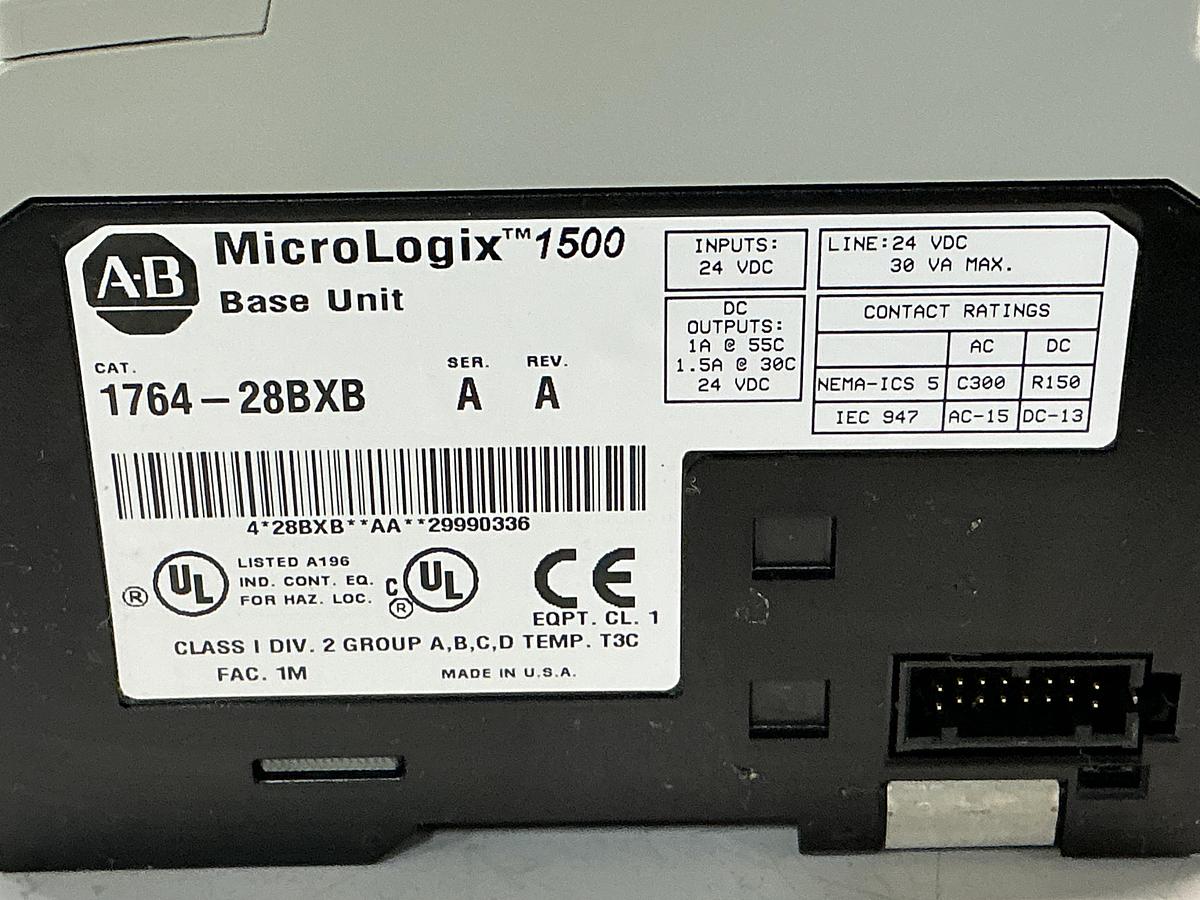 A·B
MicroLogix™1500
Base Unit
CAT.
1764-28BXB
SER.
A
REV.
A
INPUTS:
24 VDC
DC
OUTPUTS:
1A @ 55C
1.5A @ 30C
24 VDC
LINE:24 VDC
30 VA MAX.
CONTACT RATINGS
AC DC
NEMA-ICS 5 C300 R150
IEC 947 AC-15 DC-13
4*28BXB**AA**29990336
® UL
LISTED A196
IND. CONT. EQ.
FOR HAZ. LOC.
C UL ®
CE
EQPT. CL. 1
CLASS I DIV. 2 GROUP A,B,C,D TEMP. T3C
FAC. 1M
MADE IN U.S.A.